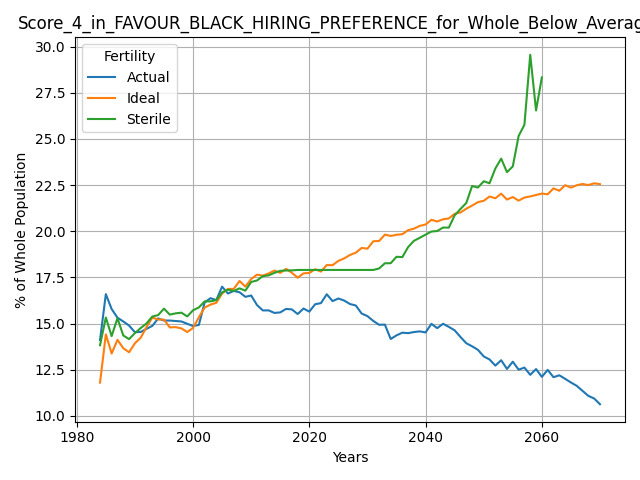 Score_4_in_FAVOUR_BLACK_HIRING_PREFERENCE_for_Whole_Below_Averag
Fertility
Actual
Ideal
Sterile
% of Whole Population
30.0
27.5
25.0
22.5
20.0
17.5
15.0
12.5
10.0
1980
2000
2020
2040
2060
Years